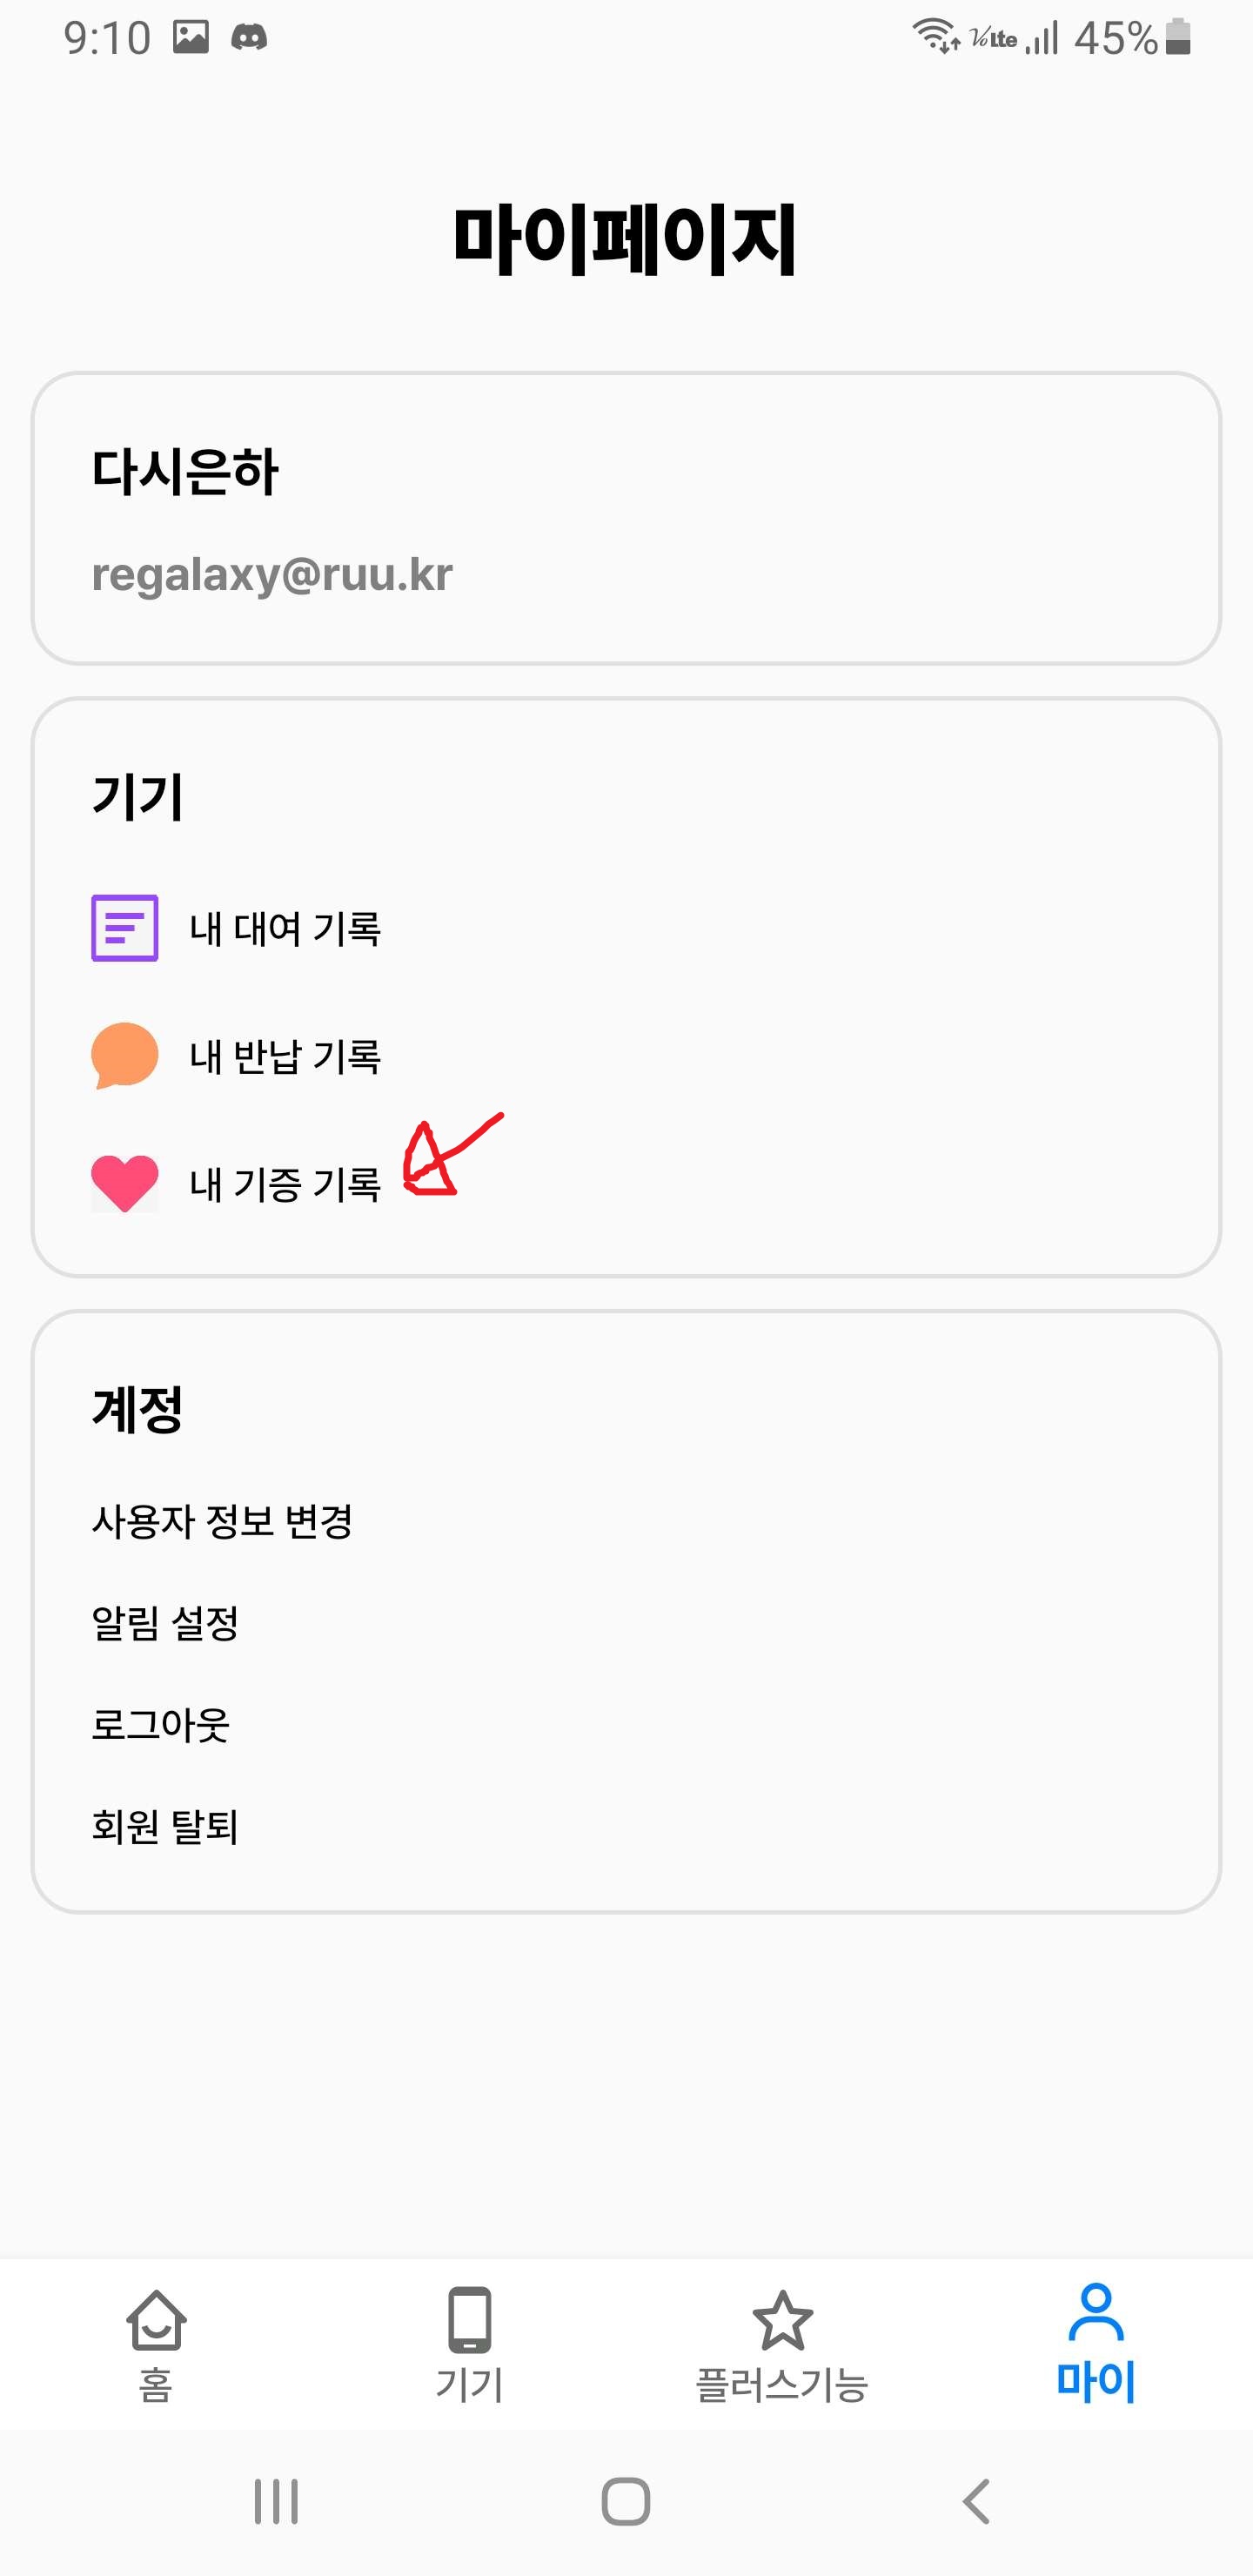 9:10 VoLTE 45%
마이페이지
다시은하
regalaxy@ruu.kr
기기
내 대여 기록
내 반납 기록
내 기증 기록
계정
사용자 정보 변경
알림 설정
로그아웃
회원 탈퇴
홈 기기 플러스기능 마이